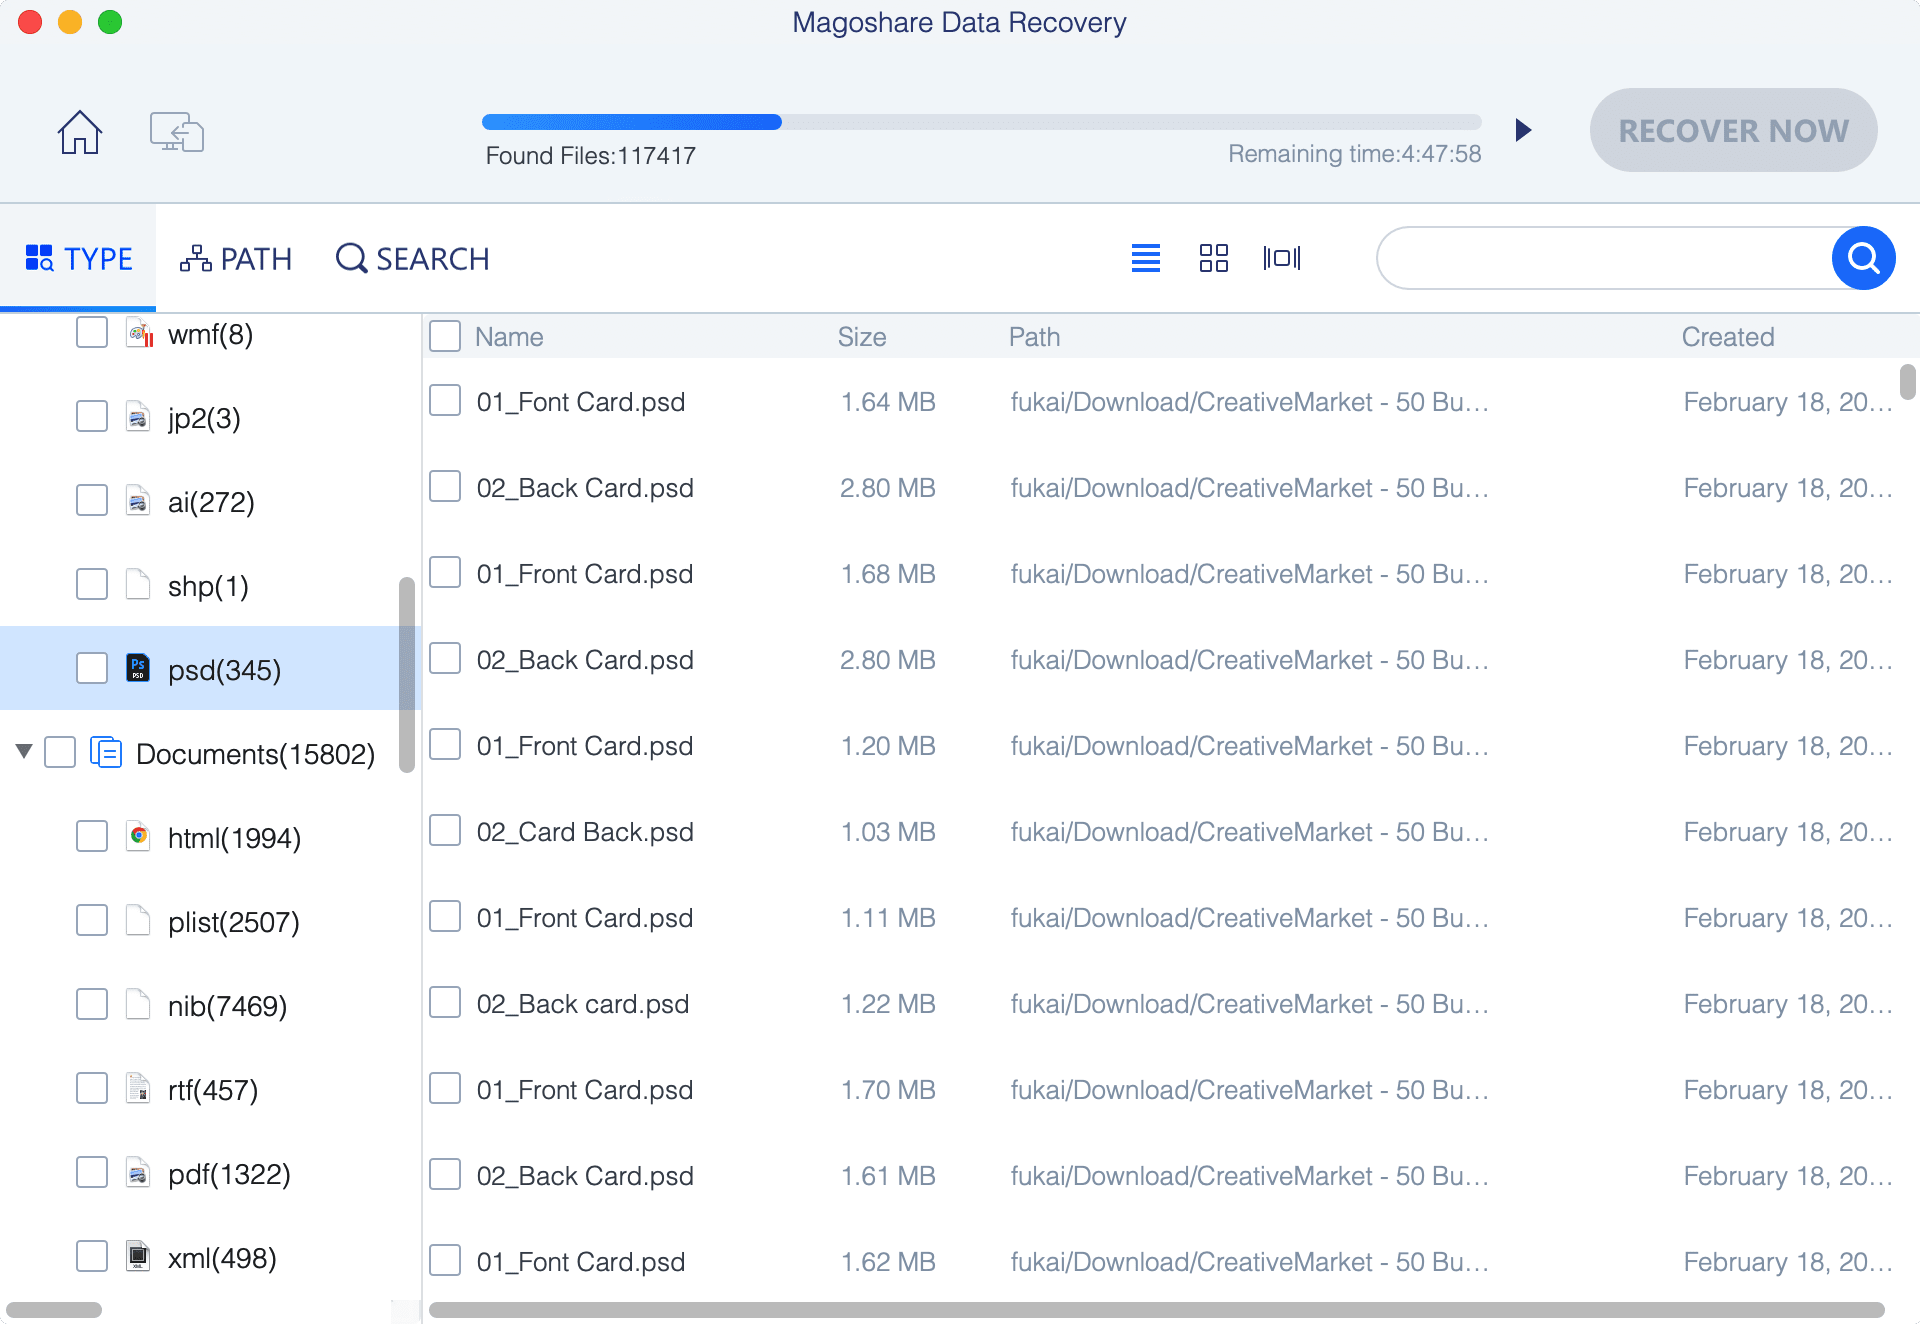 Magoshare Data Recovery
Found Files:117417
Remaining time:4:47:58
RECOVER NOW
TYPE
PATH
SEARCH
wmf(8)
jp2(3)
ai(272)
shp(1)
Ps
PSD
psd(345)
Documents(15802)
html(1994)
plist(2507)
nib(7469)
rtf(457)
pdf(1322)
XML
xml(498)
Name Size Path Created
01_Font Card.psd 1.64 MB fukai/Download/CreativeMarket - 50 Bu... February 18, 20...
02_Back Card.psd 2.80 MB fukai/Download/CreativeMarket - 50 Bu... February 18, 20...
01_Front Card.psd 1.68 MB fukai/Download/CreativeMarket - 50 Bu... February 18, 20...
02_Back Card.psd 2.80 MB fukai/Download/CreativeMarket - 50 Bu... February 18, 20...
01_Front Card.psd 1.20 MB fukai/Download/CreativeMarket - 50 Bu... February 18, 20...
02_Card Back.psd 1.03 MB fukai/Download/CreativeMarket - 50 Bu... February 18, 20...
01_Front Card.psd 1.11 MB fukai/Download/CreativeMarket - 50 Bu... February 18, 20...
02_Back card.psd 1.22 MB fukai/Download/CreativeMarket - 50 Bu... February 18, 20...
01_Front Card.psd 1.70 MB fukai/Download/CreativeMarket - 50 Bu... February 18, 20...
02_Back Card.psd 1.61 MB fukai/Download/CreativeMarket - 50 Bu... February 18, 20...
01_Font Card.psd 1.62 MB fukai/Download/CreativeMarket - 50 Bu... February 18, 20...